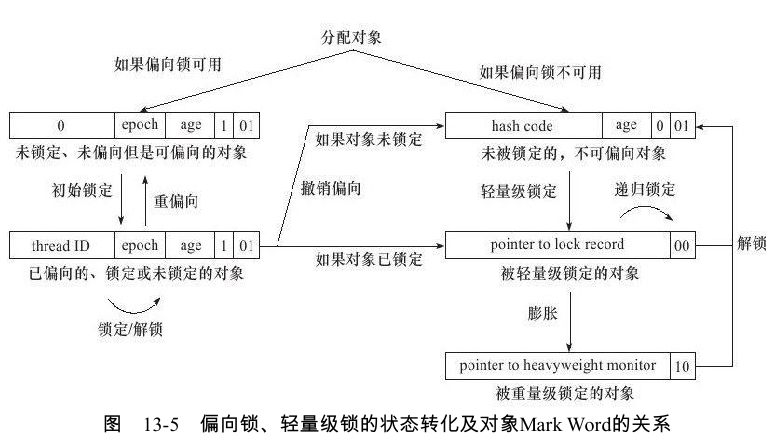 分配对象
如果偏向锁可用
如果偏向锁不可用
0 epoch age 1 01
hash code age 0 01
如果对象未锁定
未锁定、未偏向但是可偏向的对象
未被锁定的，不可偏向对象
初始锁定
重偏向
撤销偏向
轻量级锁定
递归锁定
thread ID epoch age 1 01
pointer to lock record 00
解锁
如果对象已锁定
已偏向的、锁定或未锁定的对象
被轻量级锁定的对象
锁定/解锁
膨胀
pointer to heavyweight monitor 10
被重量级锁定的对象
图 13-5 偏向锁、轻量级锁的状态转化及对象Mark Word的关系